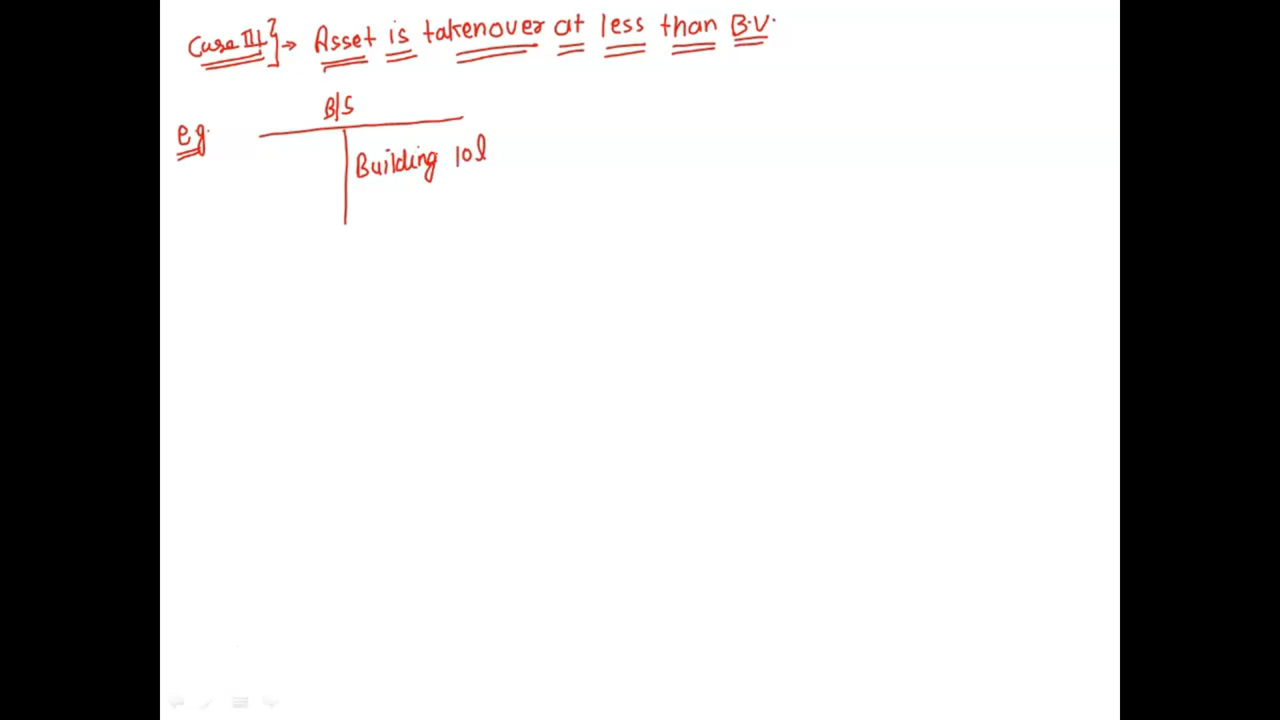 Case III } → Asset is takenover at less than B.V.
B/S
eg.
Building 10l